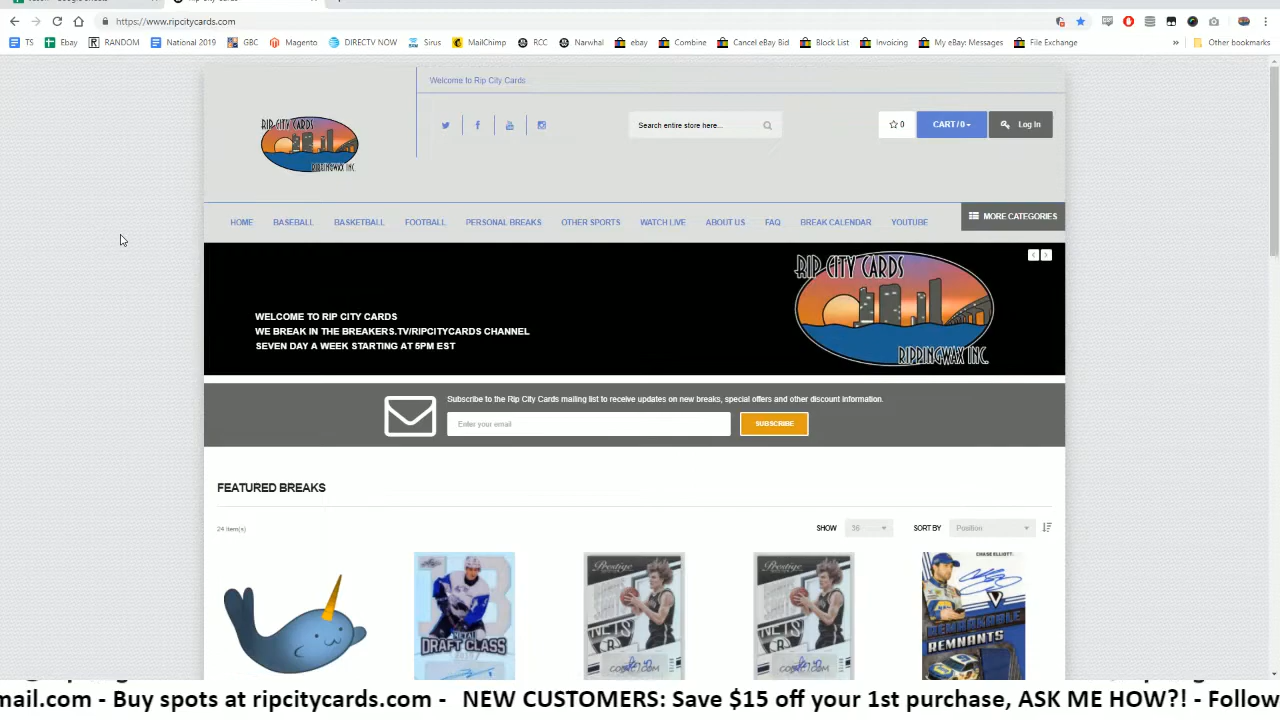 https://www.ripcitycards.com
TS
Ebay
RANDOM
National 2019
GBC
Magento
DIRECTV NOW
Sirus
MailChimp
RCC
Narwhal
ebay
Combine
Cancel eBay Bid
Block List
Invoicing
My eBay: Messages
File Exchange
»
Other bookmarks
Welcome to Rip City Cards
RIP CITY CARDS
RIPPINGWAX INC.
Search entire store here...
0
CART / 0
Log In
HOME
BASEBALL
BASKETBALL
FOOTBALL
PERSONAL BREAKS
OTHER SPORTS
WATCH LIVE
ABOUT US
FAQ
BREAK CALENDAR
YOUTUBE
MORE CATEGORIES
WELCOME TO RIP CITY CARDS
WE BREAK IN THE BREAKERS.TV/RIPCITYCARDS CHANNEL
SEVEN DAY A WEEK STARTING AT 5PM EST
RIP CITY CARDS
RIPPINGWAX INC.
Subscribe to the Rip City Cards mailing list to receive updates on new breaks, special offers and other discount information.
Enter your email
SUBSCRIBE
FEATURED BREAKS
24 item(s)
SHOW
36
SORT BY
Position
DRAFT CLASS
Prestige
NETS
Prestige
NETS
CHASE ELLIOTT
REMARKABLE
REMNANTS
mail.com - Buy spots at ripcitycards.com - NEW CUSTOMERS: Save $15 off your 1st purchase, ASK ME HOW?! - Follow